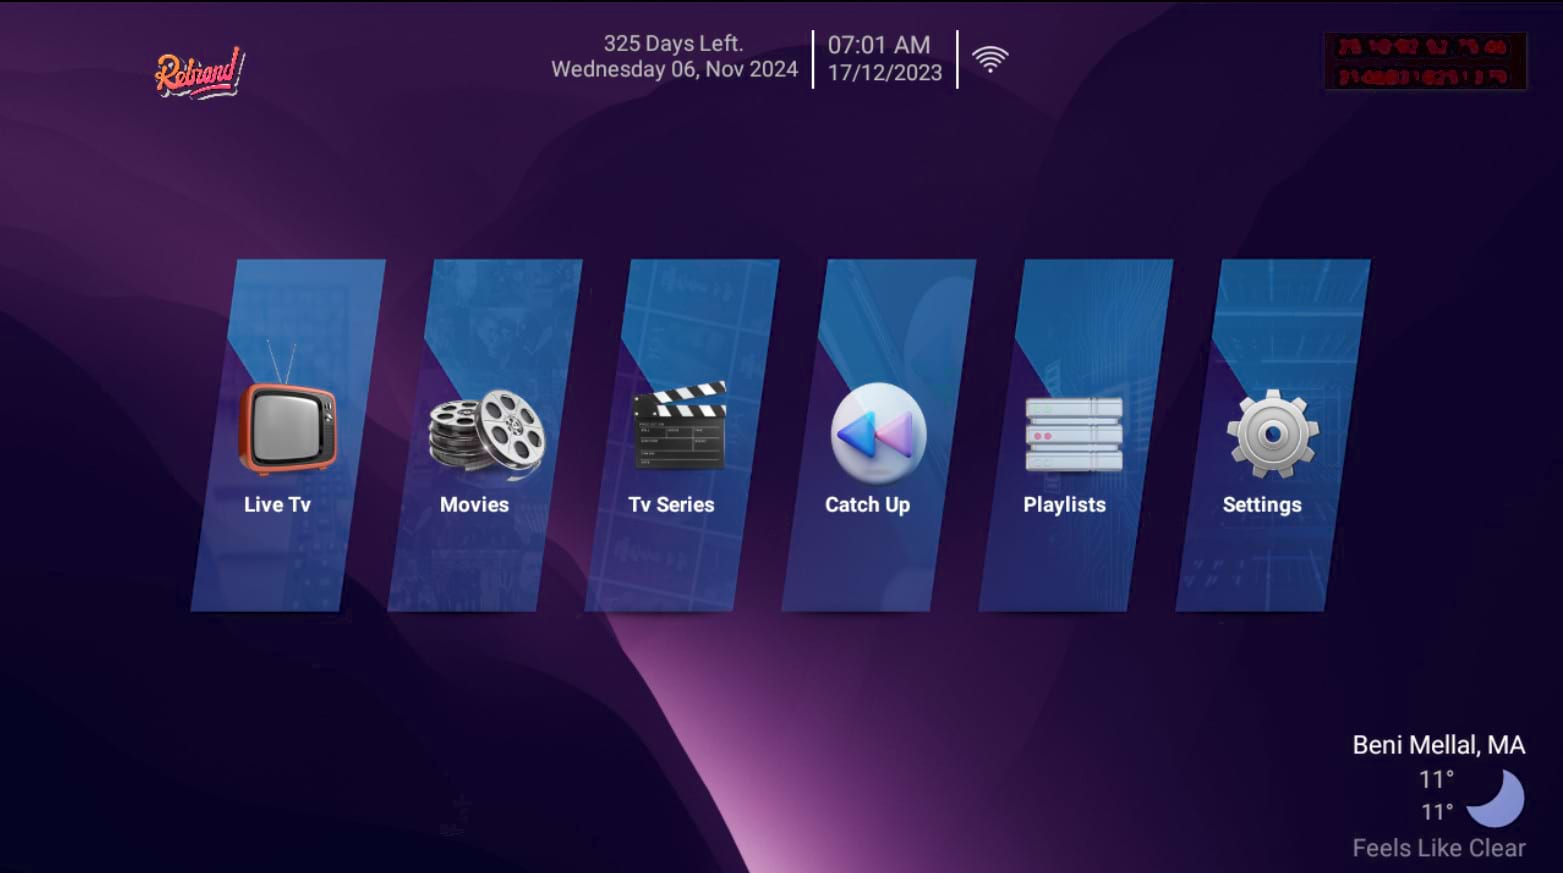 Rebrand
325 Days Left.
Wednesday 06, Nov 2024
07:01 AM
17/12/2023
Live Tv
Movies
Tv Series
Catch Up
Playlists
Settings
Beni Mellal, MA
11°
11°
Feels Like Clear